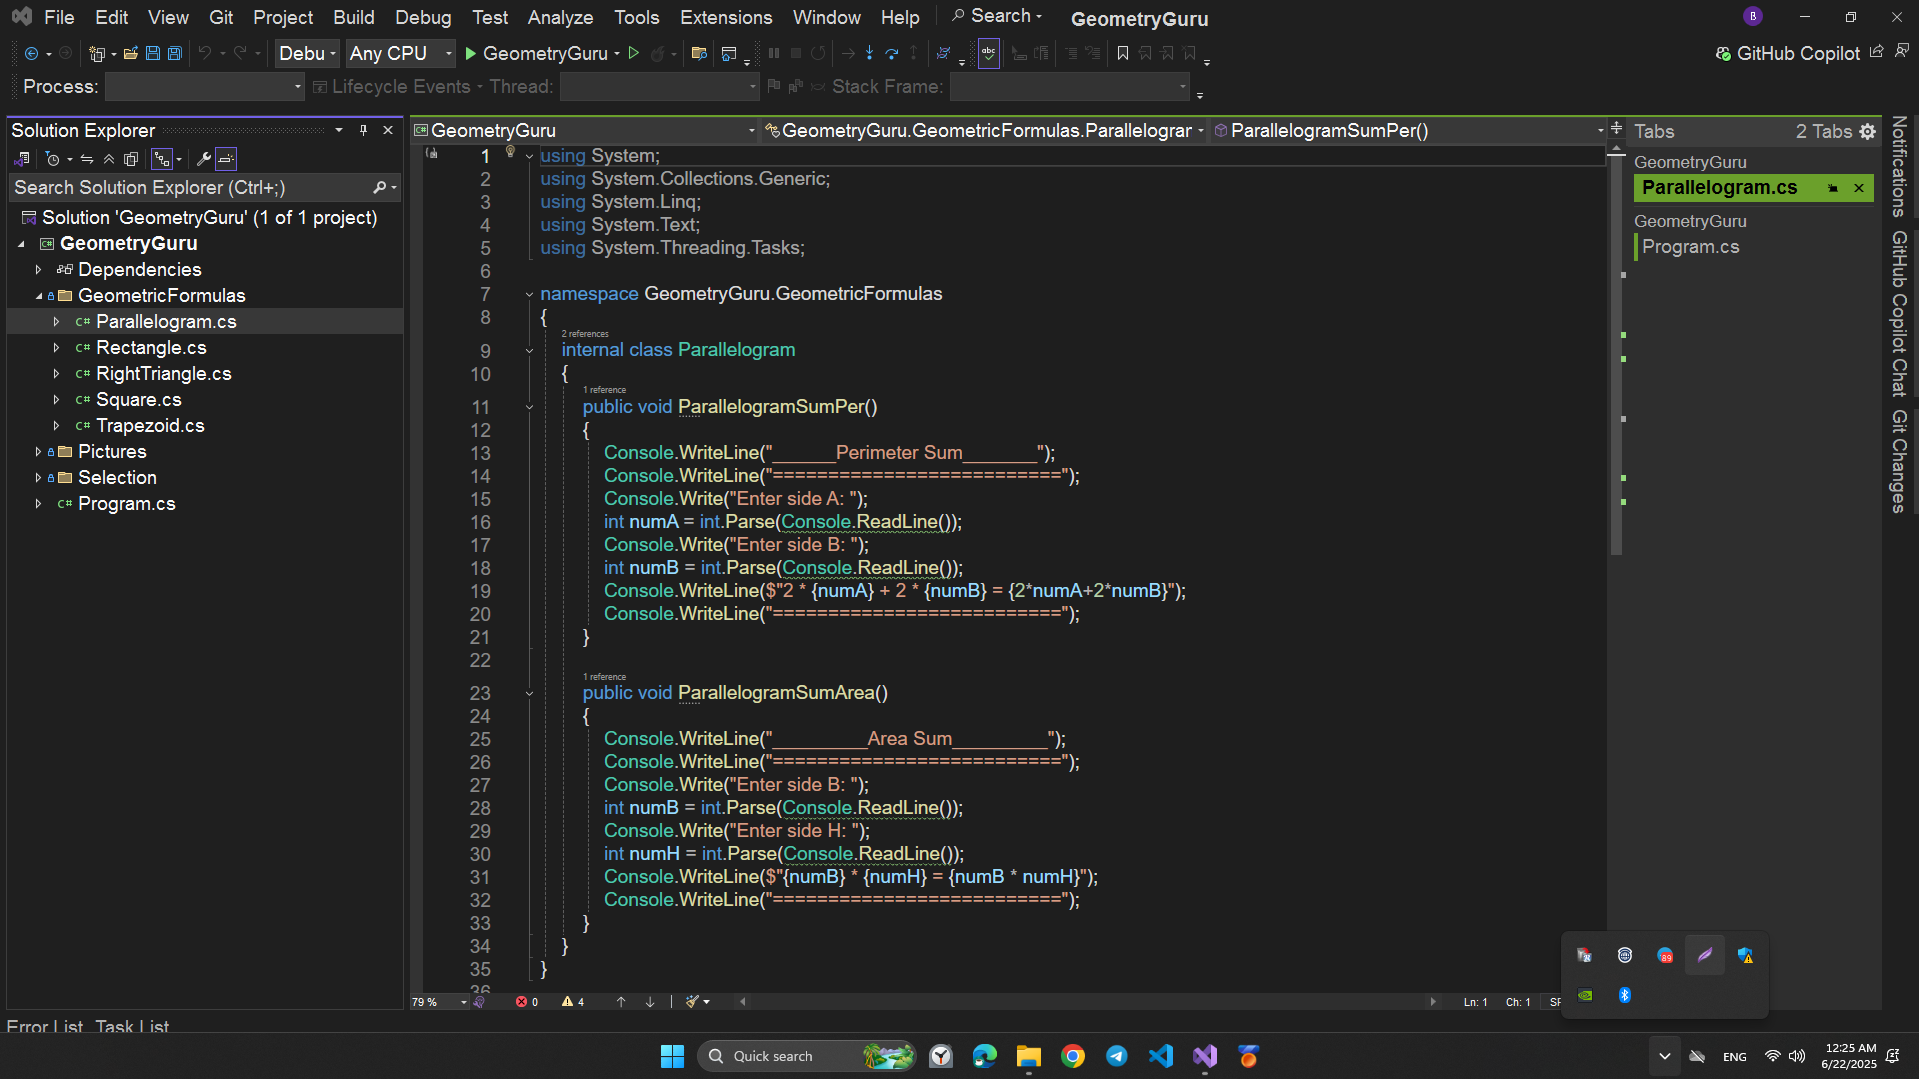 File Edit View Git Project Build Debug Test Analyze Tools Extensions Window Help Search GeometryGuru B
Debu Any CPU GeometryGuru abc GitHub Copilot
Process: Lifecycle Events Thread: Stack Frame:
Solution Explorer
Search Solution Explorer (Ctrl+;)
Solution 'GeometryGuru' (1 of 1 project)
C# GeometryGuru
Dependencies
GeometricFormulas
C# Parallelogram.cs
C# Rectangle.cs
C# RightTriangle.cs
C# Square.cs
C# Trapezoid.cs
Pictures
Selection
C# Program.cs
C# GeometryGuru GeometryGuru.GeometricFormulas.Parallelograr ParallelogramSumPer()
1 using System;
2 using System.Collections.Generic;
3 using System.Linq;
4 using System.Text;
5 using System.Threading.Tasks;
6
7 namespace GeometryGuru.GeometricFormulas
8 {
2 references
9 internal class Parallelogram
10 {
1 reference
11 public void ParallelogramSumPer()
12 {
13 Console.WriteLine("______Perimeter Sum_______");
14 Console.WriteLine("==========================");
15 Console.Write("Enter side A: ");
16 int numA = int.Parse(Console.ReadLine());
17 Console.Write("Enter side B: ");
18 int numB = int.Parse(Console.ReadLine());
19 Console.WriteLine($"2 * {numA} + 2 * {numB} = {2*numA+2*numB}");
20 Console.WriteLine("==========================");
21 }
22
1 reference
23 public void ParallelogramSumArea()
24 {
25 Console.WriteLine("_________Area Sum_________");
26 Console.WriteLine("==========================");
27 Console.Write("Enter side B: ");
28 int numB = int.Parse(Console.ReadLine());
29 Console.Write("Enter side H: ");
30 int numH = int.Parse(Console.ReadLine());
31 Console.WriteLine($"{numB} * {numH} = {numB * numH}");
32 Console.WriteLine("==========================");
33 }
34 }
35 }
36
79 % 0 4 Ln: 1 Ch: 1 SP
Tabs 2 Tabs
GeometryGuru
Parallelogram.cs
GeometryGuru
Program.cs
Notifications
GitHub Copilot Chat
Git Changes
89
Error List Task List
Quick search
ENG
12:25 AM
6/22/2025